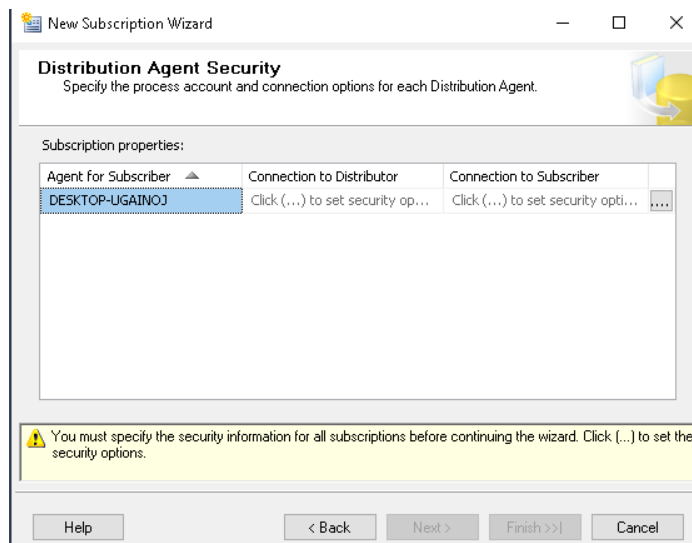 New Subscription Wizard
Distribution Agent Security
Specify the process account and connection options for each Distribution Agent.
Subscription properties:
Agent for Subscriber Connection to Distributor Connection to Subscriber
DESKTOP-UGAINOJ Click (...) to set security op... Click (...) to set security opti... ....
You must specify the security information for all subscriptions before continuing the wizard. Click (...) to set the
security options.
Help < Back Next > Finish >>| Cancel